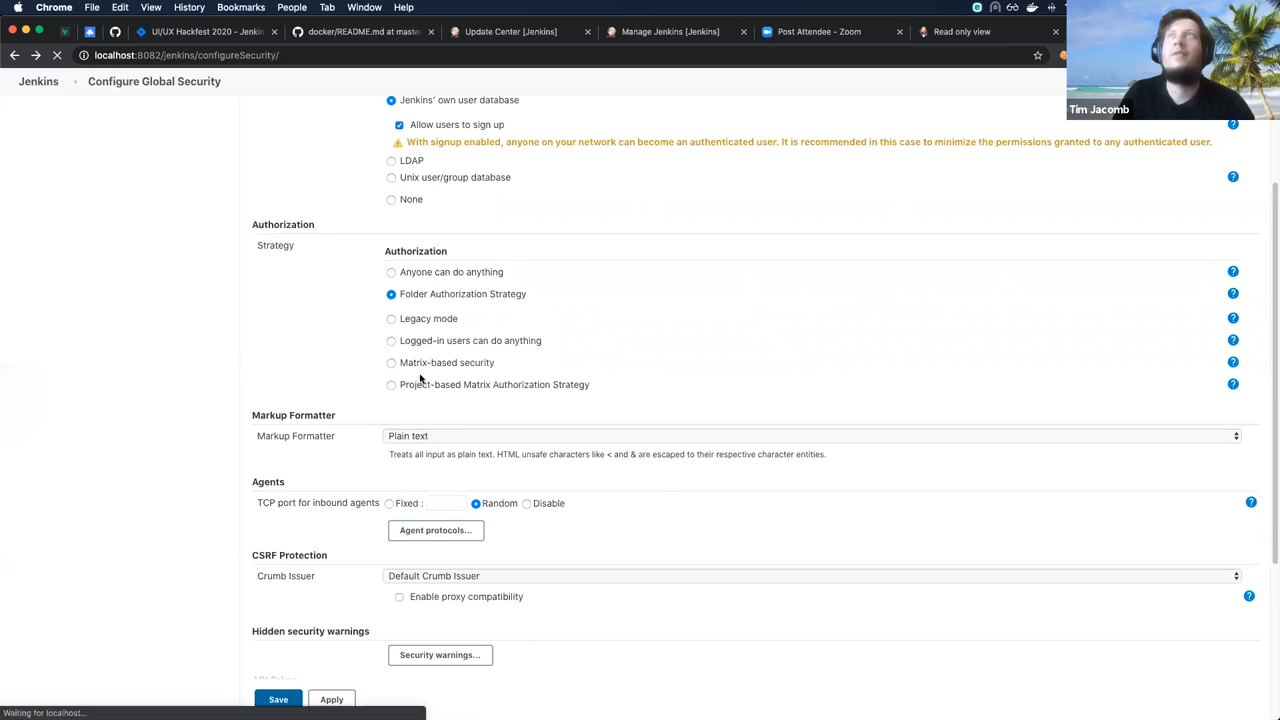 Chrome File Edit View History Bookmarks People Tab Window Help
UI/UX Hackfest 2020 - Jenkin × docker/README.md at master × Update Center [Jenkins] × Manage Jenkins [Jenkins] × Post Attendee - Zoom × Read only view ×
localhost:8082/jenkins/configureSecurity/
Jenkins Configure Global Security
Tim Jacomb
Jenkins' own user database
Allow users to sign up
With signup enabled, anyone on your network can become an authenticated user. It is recommended in this case to minimize the permissions granted to any authenticated user.
LDAP
Unix user/group database
None
Authorization
Strategy
Authorization
Anyone can do anything
Folder Authorization Strategy
Legacy mode
Logged-in users can do anything
Matrix-based security
Project-based Matrix Authorization Strategy
Markup Formatter
Markup Formatter Plain text
Treats all input as plain text. HTML unsafe characters like < and & are escaped to their respective character entities.
Agents
TCP port for inbound agents Fixed : Random Disable
Agent protocols...
CSRF Protection
Crumb Issuer Default Crumb Issuer
Enable proxy compatibility
Hidden security warnings
Security warnings...
API Token
Save Apply
Waiting for localhost...